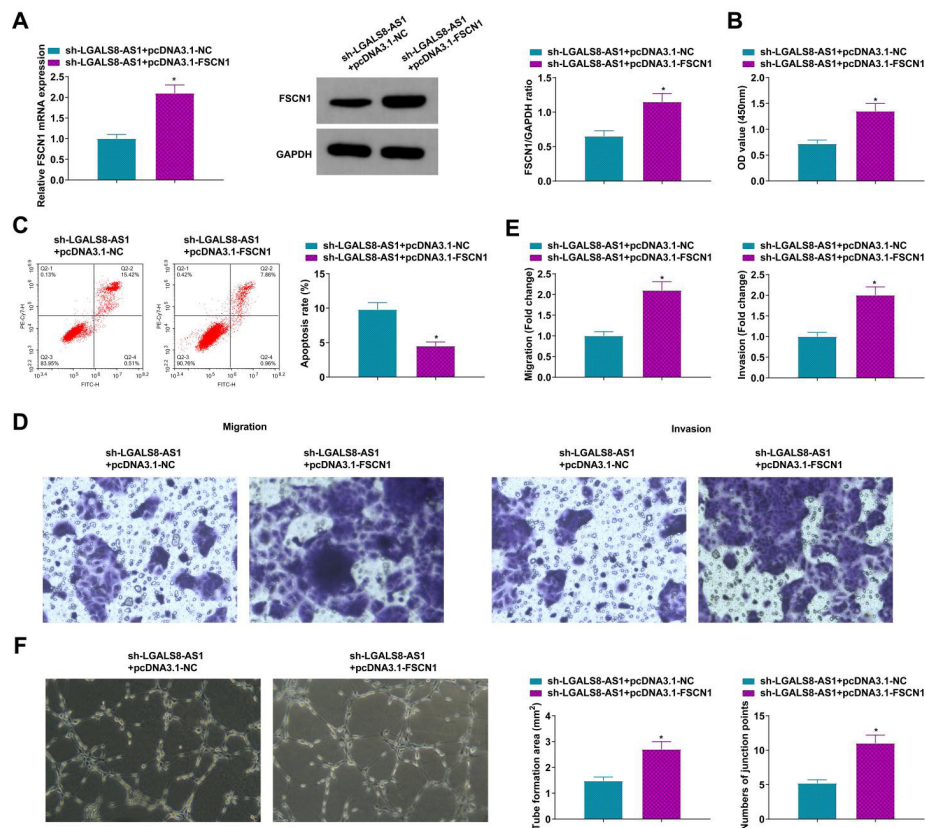 A
sh-LGALS8-AS1+pcDNA3.1-NC
sh-LGALS8-AS1+pcDNA3.1-FSCN1
Relative FSCN1 mRNA expression
2.5
2.0
1.5
1.0
0.5
0.0
*
sh-LGALS8-AS1
+pcDNA3.1-NC
sh-LGALS8-AS1
+pcDNA3.1-FSCN1
FSCN1
GAPDH
sh-LGALS8-AS1+pcDNA3.1-NC
sh-LGALS8-AS1+pcDNA3.1-FSCN1
FSCN1/GAPDH ratio
1.5
1.0
0.5
0.0
*
B
sh-LGALS8-AS1+pcDNA3.1-NC
sh-LGALS8-AS1+pcDNA3.1-FSCN1
OD value (450nm)
2.0
1.5
1.0
0.5
0.0
*
C
sh-LGALS8-AS1
+pcDNA3.1-NC
Q2-1
0.13%
Q2-2
15.42%
Q2-3
83.95%
Q2-4
0.51%
PE-Cy7-H
FITC-H
sh-LGALS8-AS1
+pcDNA3.1-FSCN1
Q2-1
0.42%
Q2-2
7.86%
Q2-3
90.76%
Q2-4
0.96%
PE-Cy7-H
FITC-H
sh-LGALS8-AS1+pcDNA3.1-NC
sh-LGALS8-AS1+pcDNA3.1-FSCN1
Apoptosis rate (%)
15
10
5
0
*
E
sh-LGALS8-AS1+pcDNA3.1-NC
sh-LGALS8-AS1+pcDNA3.1-FSCN1
Migration (Fold change)
2.5
2.0
1.5
1.0
0.5
0.0
*
sh-LGALS8-AS1+pcDNA3.1-NC
sh-LGALS8-AS1+pcDNA3.1-FSCN1
Invasion (Fold change)
2.5
2.0
1.5
1.0
0.5
0.0
*
D
Migration
sh-LGALS8-AS1
+pcDNA3.1-NC
sh-LGALS8-AS1
+pcDNA3.1-FSCN1
Invasion
sh-LGALS8-AS1
+pcDNA3.1-NC
sh-LGALS8-AS1
+pcDNA3.1-FSCN1
F
sh-LGALS8-AS1
+pcDNA3.1-NC
sh-LGALS8-AS1
+pcDNA3.1-FSCN1
sh-LGALS8-AS1+pcDNA3.1-NC
sh-LGALS8-AS1+pcDNA3.1-FSCN1
Tube formation area (mm²)
4
3
2
1
0
*
sh-LGALS8-AS1+pcDNA3.1-NC
sh-LGALS8-AS1+pcDNA3.1-FSCN1
Numbers of junction points
15
10
5
0
*